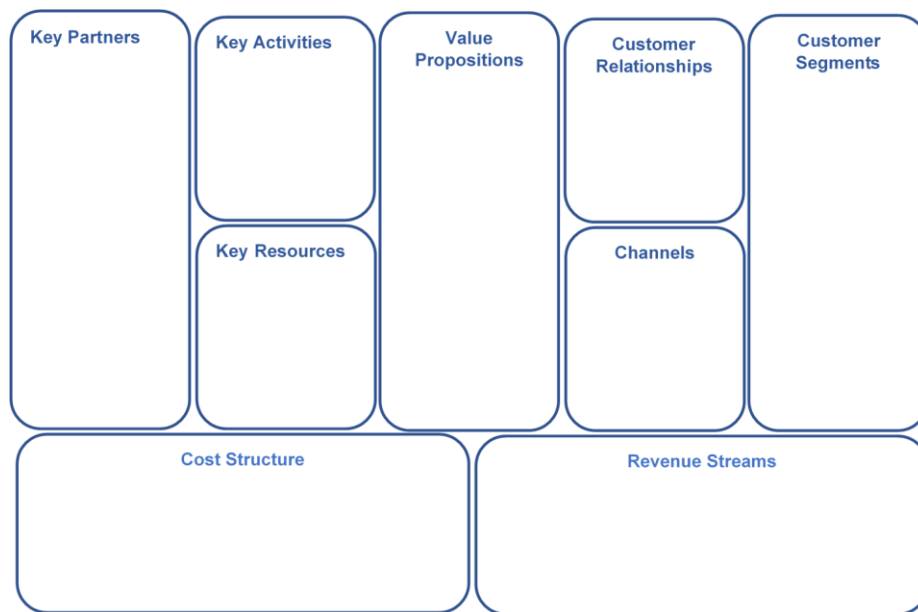 Key Partners
Key Activities
Value
Propositions
Customer
Relationships
Customer
Segments
Key Resources
Channels
Cost Structure
Revenue Streams